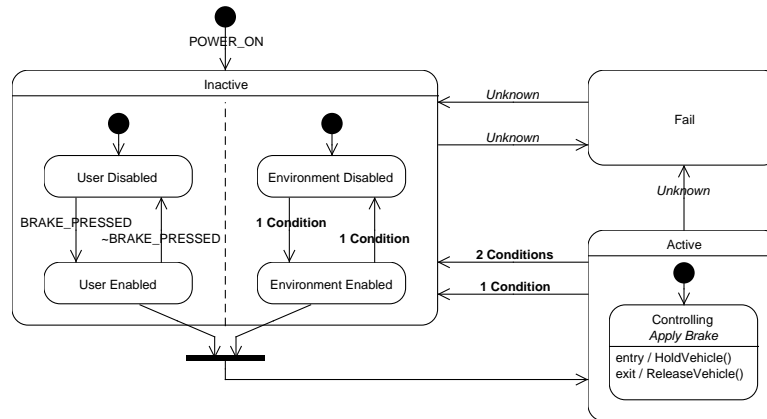 POWER_ON
Inactive
Unknown
Unknown
Fail
User Disabled
Environment Disabled
Unknown
BRAKE_PRESSED
~BRAKE_PRESSED
1 Condition
1 Condition
Active
2 Conditions
User Enabled
Environment Enabled
1 Condition
Controlling
Apply Brake
entry / HoldVehicle()
exit / ReleaseVehicle()